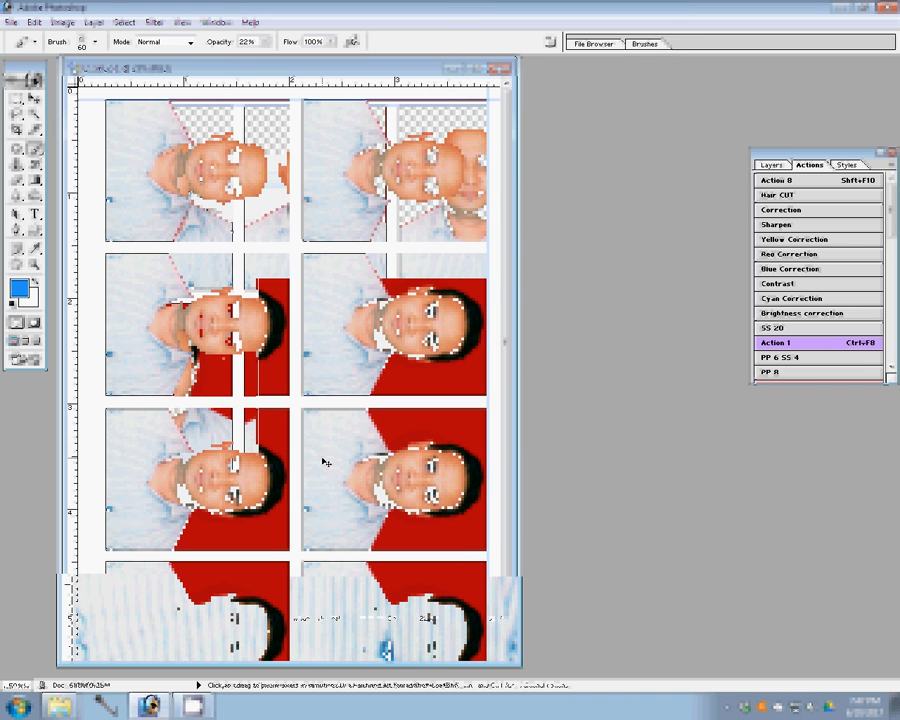 Adobe Photoshop
File Edit Image Layer Select Filter View Window Help
Brush: 60 Mode: Normal Opacity: 22% Flow: 100% File Browser Brushes
Layers Actions Styles
Action 8 Shft+F10
Hair CUT
Correction
Sharpen
Yellow Correction
Red Correction
Blue Correction
Contrast
Cyan Correction
Brightness correction
SS 20
Action 1 Ctrl+F8
PP 6 SS 4
PP 8